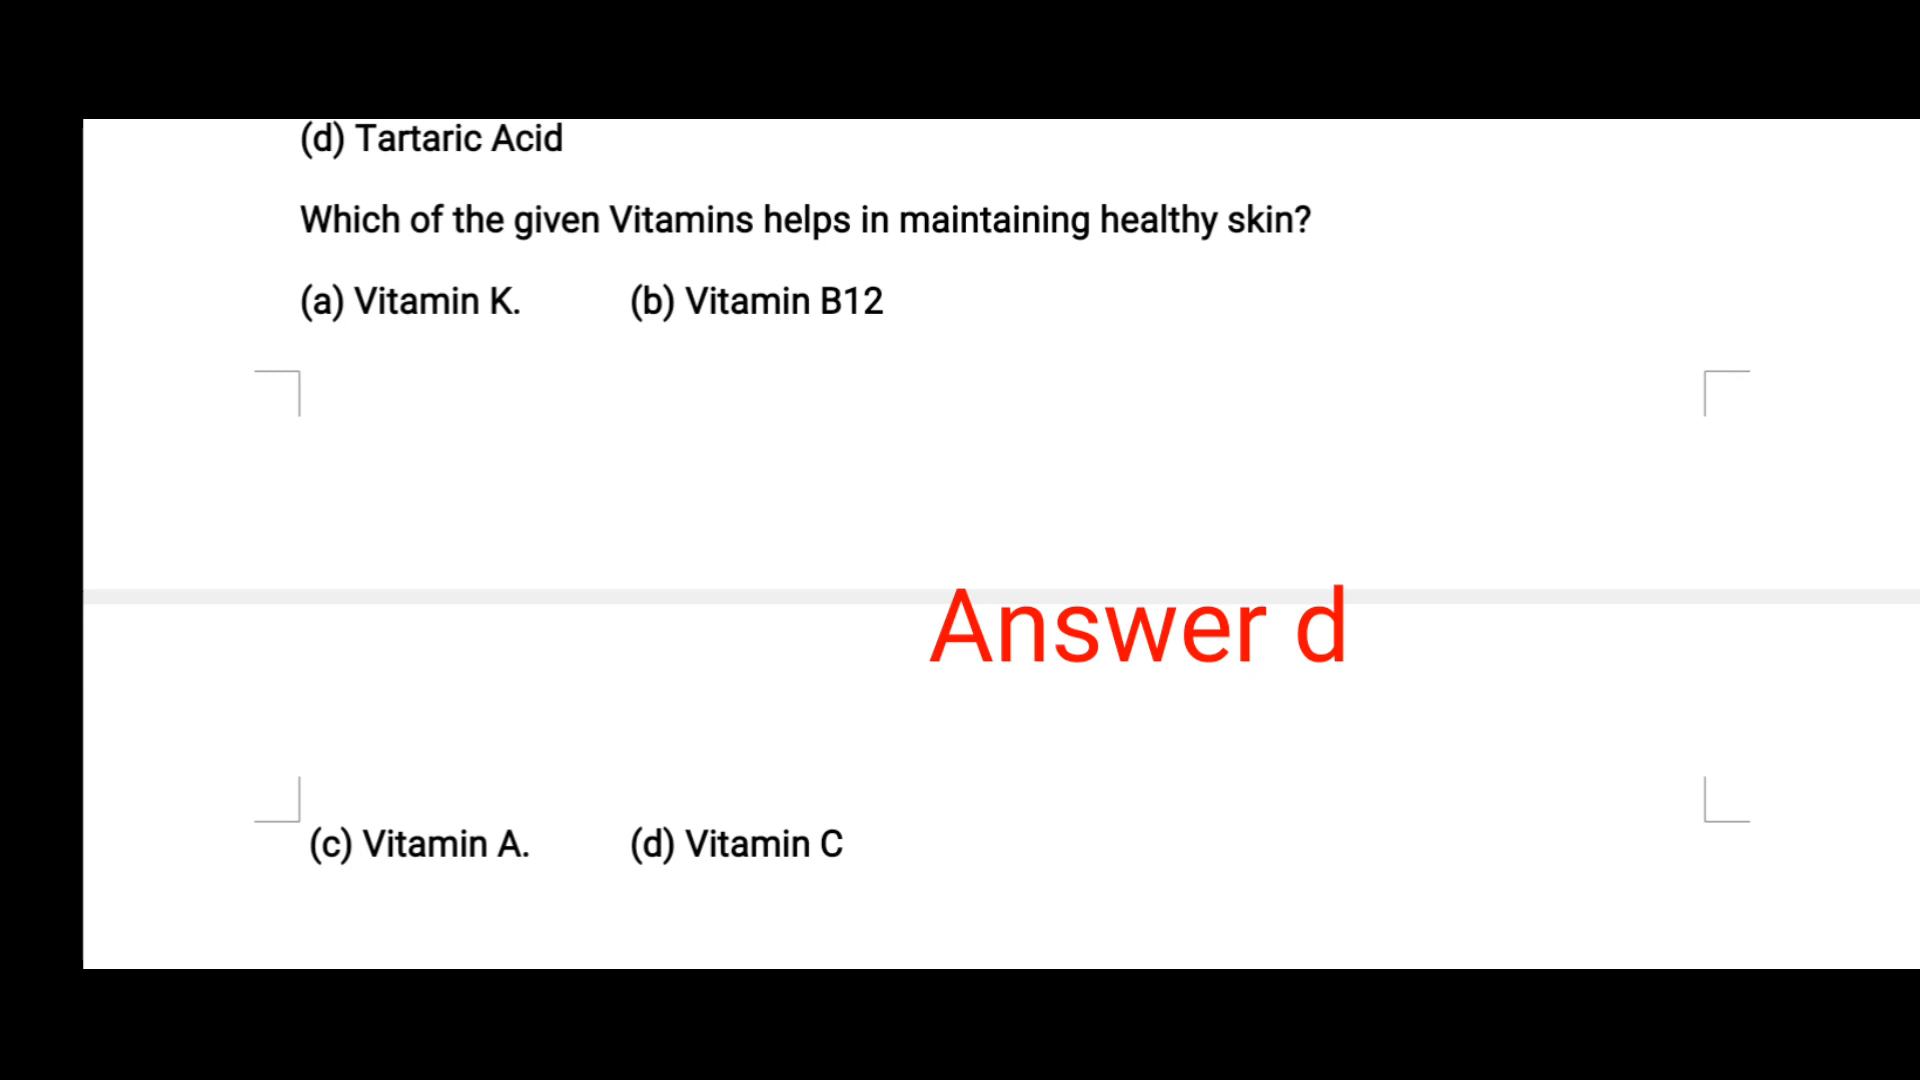 (d) Tartaric Acid
Which of the given Vitamins helps in maintaining healthy skin?
(a) Vitamin K. (b) Vitamin B12
Answer d
(c) Vitamin A. (d) Vitamin C